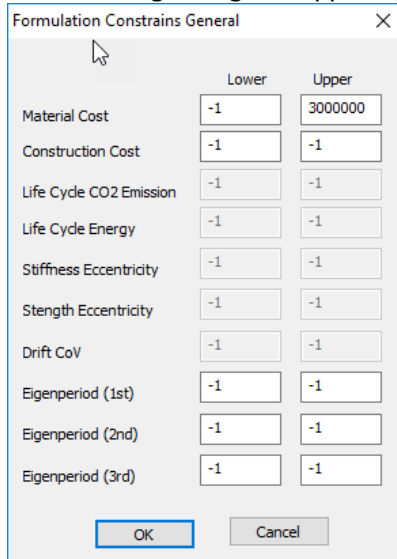 Formulation Constrains General
Lower Upper
Material Cost -1 3000000
Construction Cost -1 -1
Life Cycle CO2 Emission -1 -1
Life Cycle Energy -1 -1
Stiffness Eccentricity -1 -1
Stength Eccentricity -1 -1
Drift CoV -1 -1
Eigenperiod (1st) -1 -1
Eigenperiod (2nd) -1 -1
Eigenperiod (3rd) -1 -1
OK Cancel